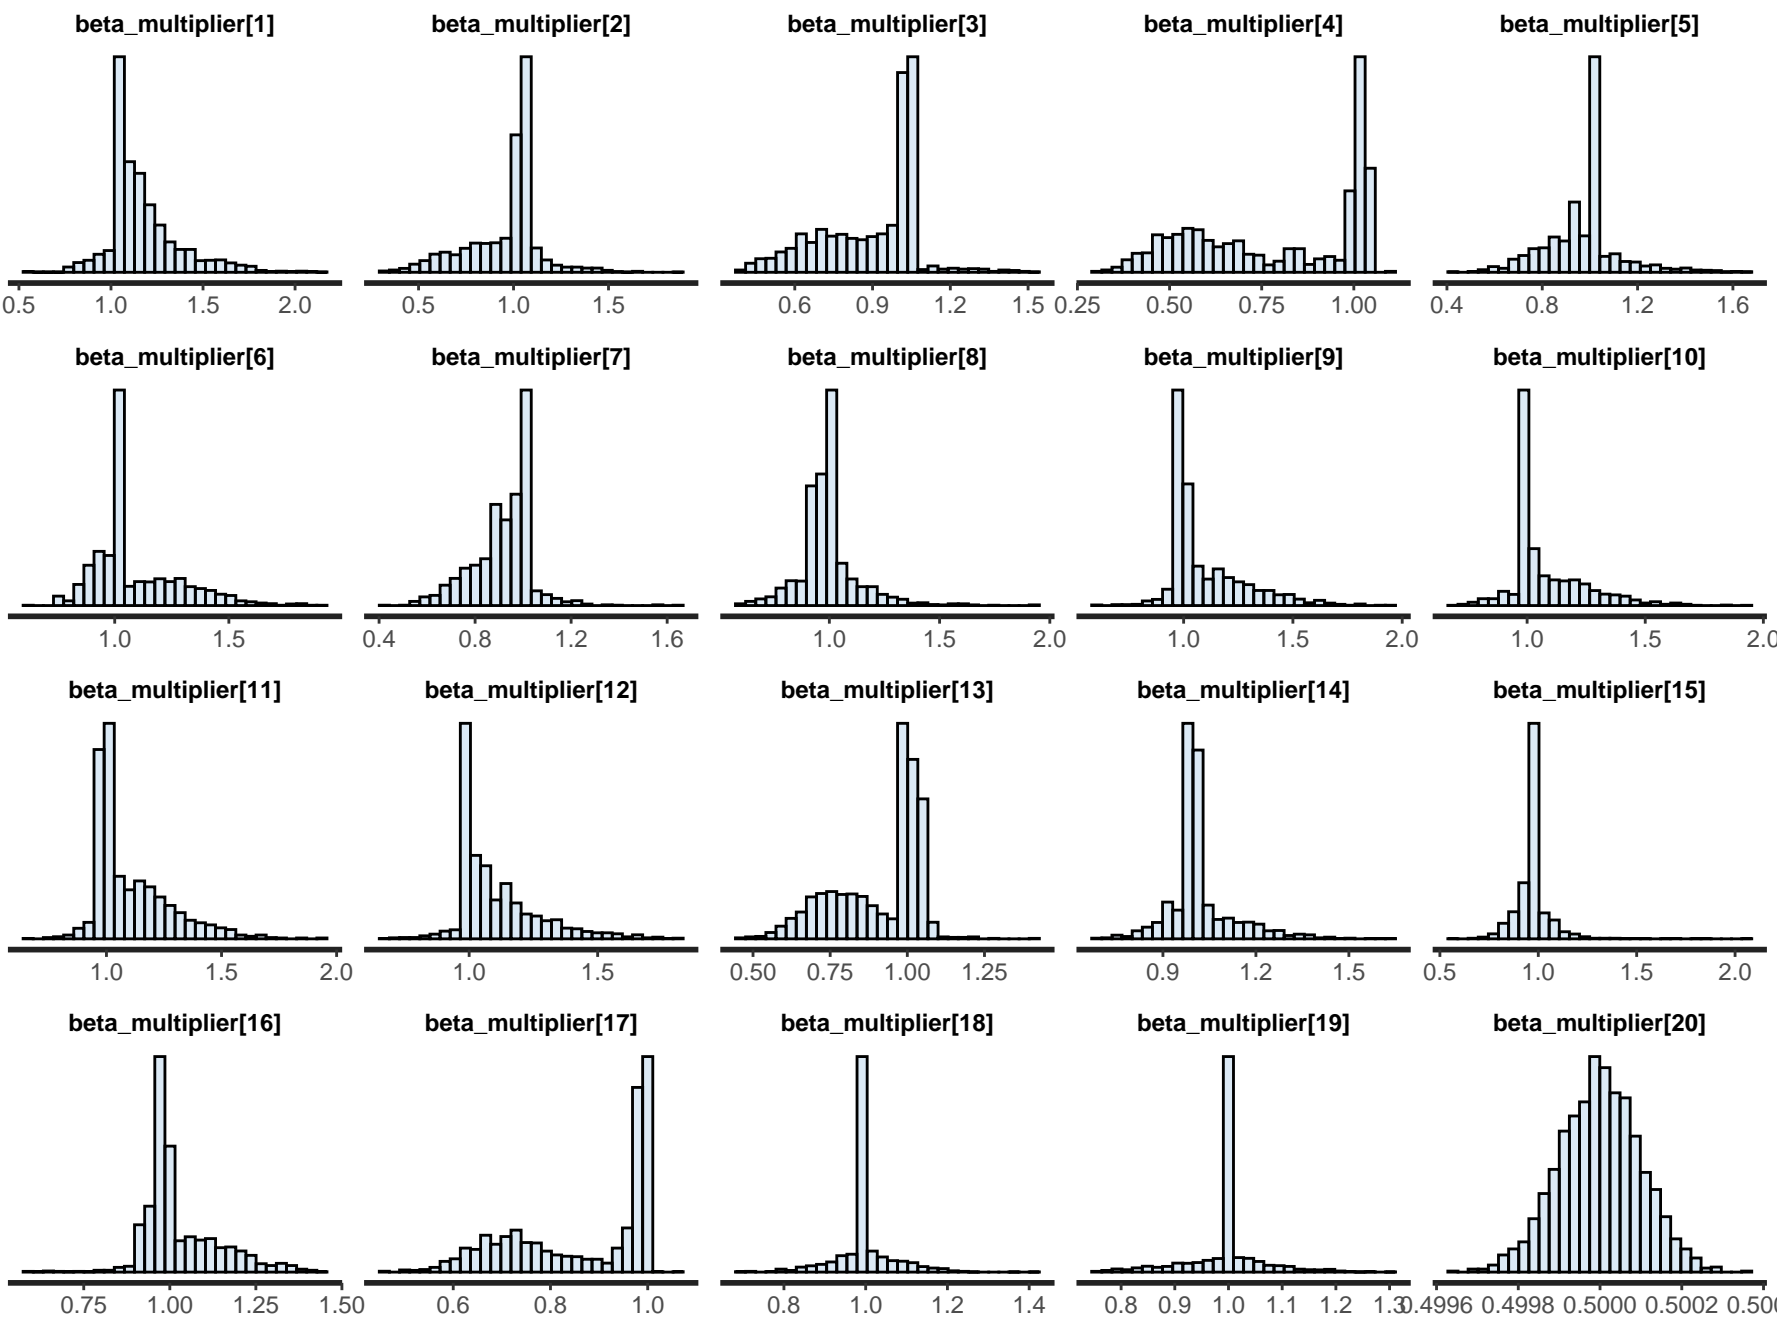 beta_multiplier[1] beta_multiplier[2] beta_multiplier[3] beta_multiplier[4] beta_multiplier[5]
0.5 1.0 1.5 2.0 0.5 1.0 1.5 0.6 0.9 1.2 1.5 0.25 0.50 0.75 1.00 0.4 0.8 1.2 1.6
beta_multiplier[6] beta_multiplier[7] beta_multiplier[8] beta_multiplier[9] beta_multiplier[10]
1.0 1.5 0.4 0.8 1.2 1.6 1.0 1.5 2.0 1.0 1.5 2.0 1.0 1.5 2.0
beta_multiplier[11] beta_multiplier[12] beta_multiplier[13] beta_multiplier[14] beta_multiplier[15]
1.0 1.5 2.0 1.0 1.5 0.50 0.75 1.00 1.25 0.9 1.2 1.5 0.5 1.0 1.5 2.0
beta_multiplier[16] beta_multiplier[17] beta_multiplier[18] beta_multiplier[19] beta_multiplier[20]
0.75 1.00 1.25 1.50 0.6 0.8 1.0 0.8 1.0 1.2 1.4 0.8 0.9 1.0 1.1 1.2 1.3 0.4996 0.4998 0.5000 0.5002